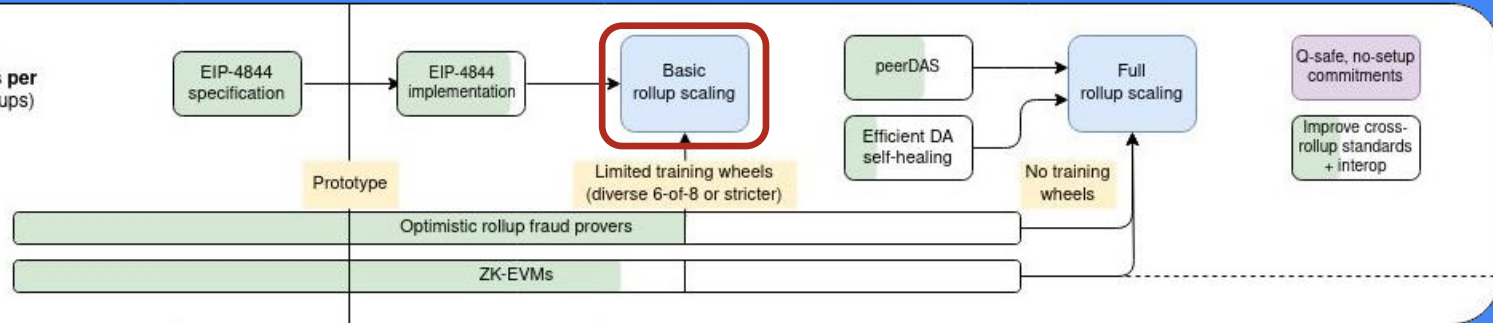 per
ups)
EIP-4844
specification
EIP-4844
implementation
Basic
rollup scaling
peerDAS
Efficient DA
self-healing
Full
rollup scaling
Q-safe, no-setup
commitments
Improve cross-
rollup standards
+ interop
Prototype
Limited training wheels
(diverse 6-of-8 or stricter)
No training
wheels
Optimistic rollup fraud provers
ZK-EVMs